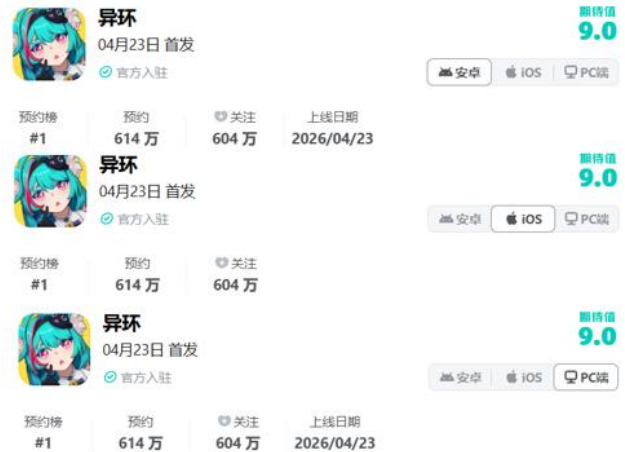 异环 期待值
04月23日 首发 9.0
官方入驻 安卓 iOS PC端
预约榜 预约 关注 上线日期
#1 614 万 604 万 2026/04/23
异环 期待值
04月23日 首发 9.0
官方入驻 安卓 iOS PC端
预约榜 预约 关注
#1 614 万 604 万
异环 期待值
04月23日 首发 9.0
官方入驻 安卓 iOS PC端
预约榜 预约 关注 上线日期
#1 614 万 604 万 2026/04/23